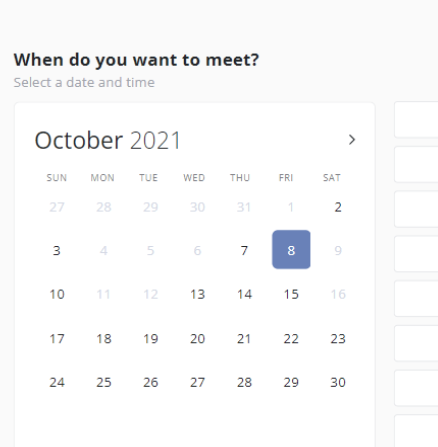 When do you want to meet?
Select a date and time
October 2021
SUN MON TUE WED THU FRI SAT
27 28 29 30 31 1 2
3 4 5 6 7 8 9
10 11 12 13 14 15 16
17 18 19 20 21 22 23
24 25 26 27 28 29 30